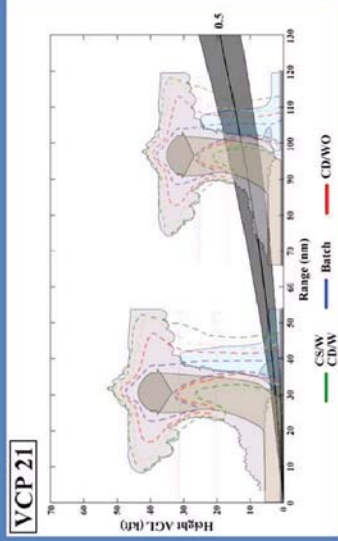 VCP 21
Height AGL (kft)
70
60
50
40
30
20
10
0
0.5
0 10 20 30 40 50 60 70 80 90 100 110 120 130
Range (nm)
CS/W
CD/W
Batch
CD/WO